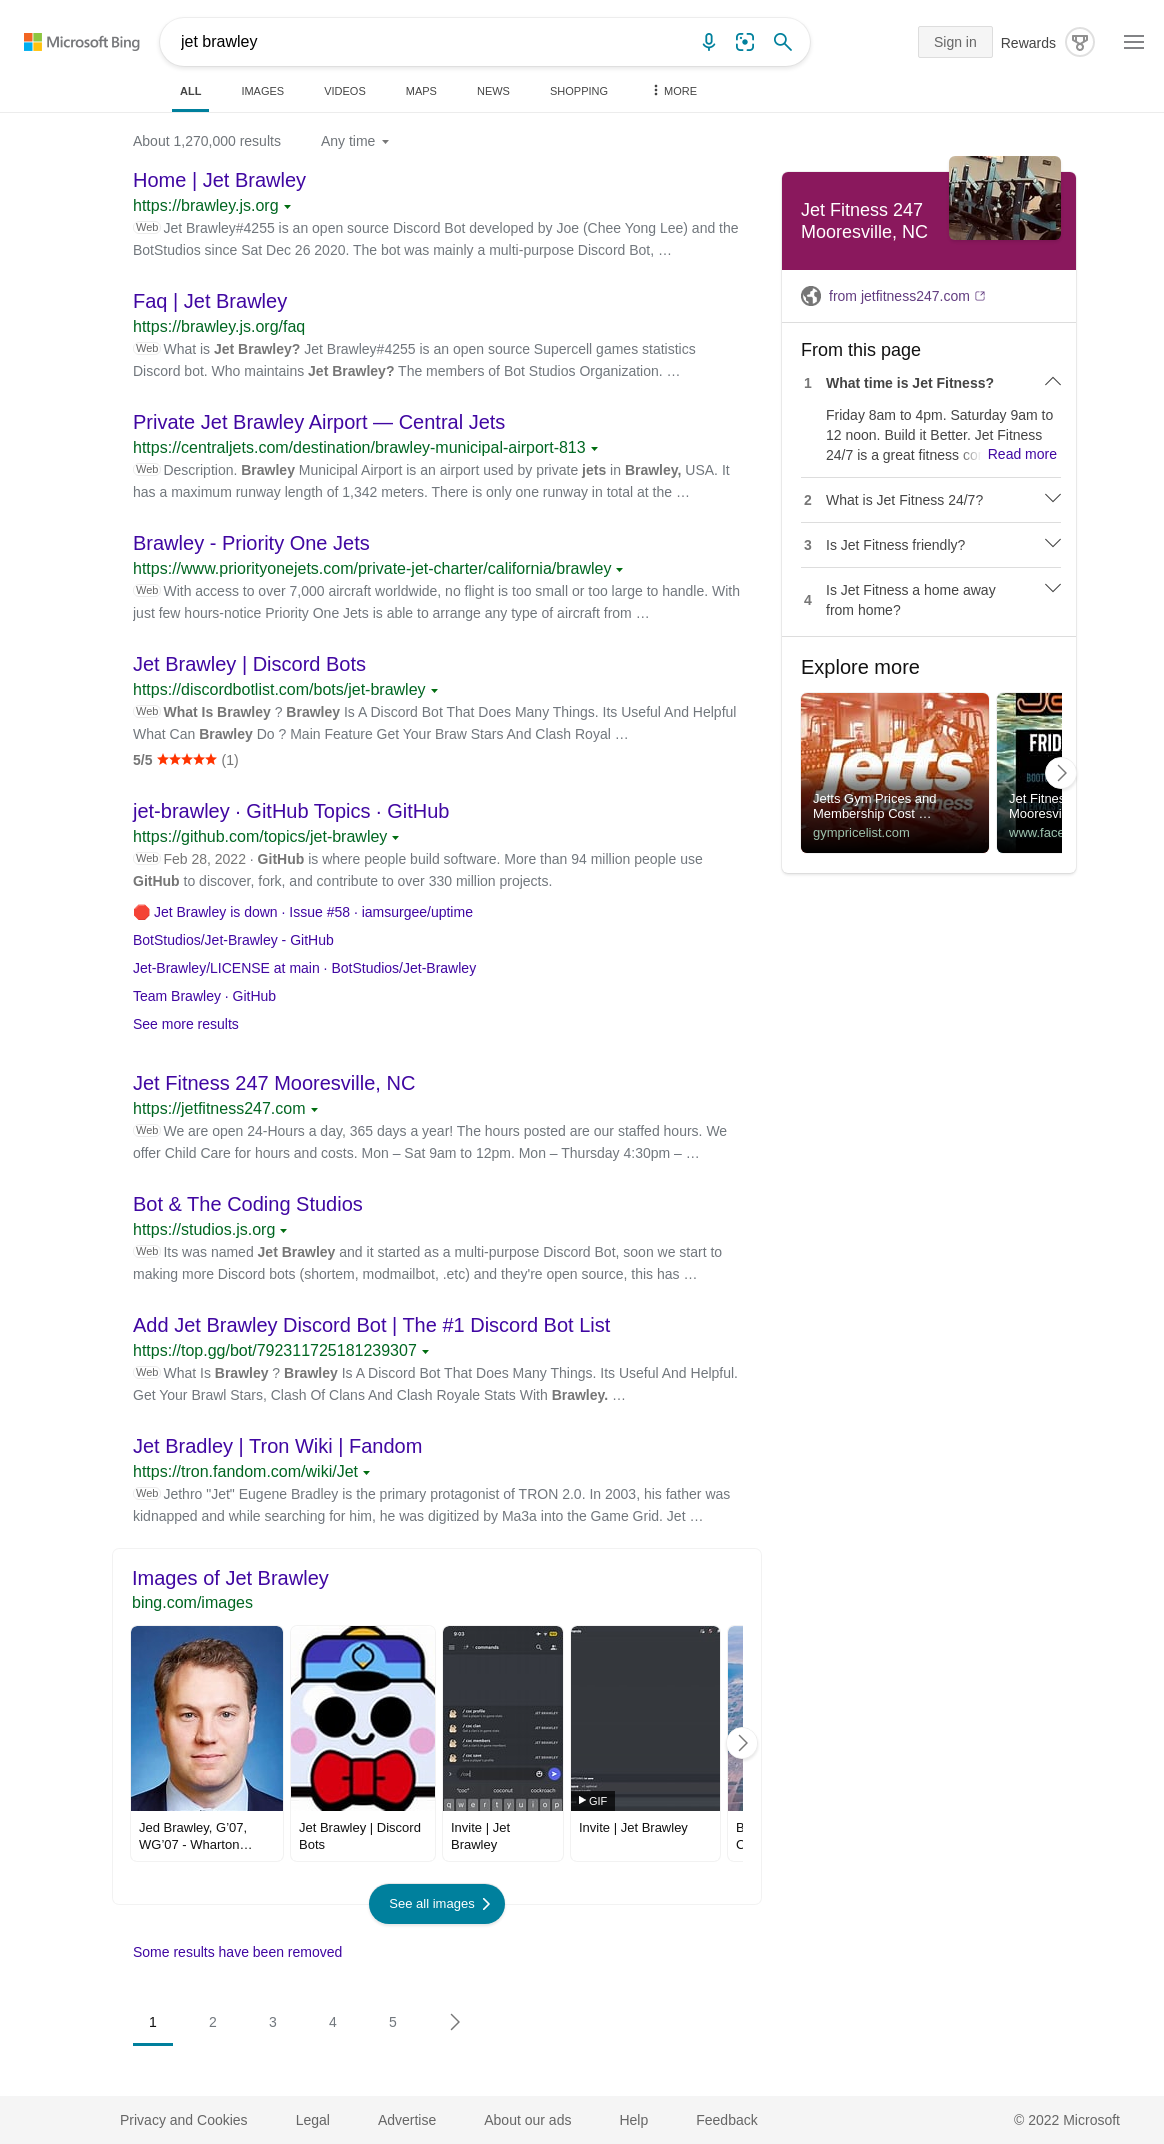 Microsoft Bing
jet brawley
Sign in
Rewards
ALL
IMAGES
VIDEOS
MAPS
NEWS
SHOPPING
MORE
About 1,270,000 results
Any time
Home | Jet Brawley
https://brawley.js.org
Web Jet Brawley#4255 is an open source Discord Bot developed by Joe (Chee Yong Lee) and the
BotStudios since Sat Dec 26 2020. The bot was mainly a multi-purpose Discord Bot, …
Faq | Jet Brawley
https://brawley.js.org/faq
Web What is Jet Brawley? Jet Brawley#4255 is an open source Supercell games statistics
Discord bot. Who maintains Jet Brawley? The members of Bot Studios Organization. …
Private Jet Brawley Airport — Central Jets
https://centraljets.com/destination/brawley-municipal-airport-813
Web Description. Brawley Municipal Airport is an airport used by private jets in Brawley, USA. It
has a maximum runway length of 1,342 meters. There is only one runway in total at the …
Brawley - Priority One Jets
https://www.priorityonejets.com/private-jet-charter/california/brawley
Web With access to over 7,000 aircraft worldwide, no flight is too small or too large to handle. With
just few hours-notice Priority One Jets is able to arrange any type of aircraft from …
Jet Brawley | Discord Bots
https://discordbotlist.com/bots/jet-brawley
Web What Is Brawley ? Brawley Is A Discord Bot That Does Many Things. Its Useful And Helpful
What Can Brawley Do ? Main Feature Get Your Braw Stars And Clash Royal …
5/5 ★★★★★ (1)
jet-brawley · GitHub Topics · GitHub
https://github.com/topics/jet-brawley
Web Feb 28, 2022 · GitHub is where people build software. More than 94 million people use
GitHub to discover, fork, and contribute to over 330 million projects.
🛑 Jet Brawley is down · Issue #58 · iamsurgee/uptime
BotStudios/Jet-Brawley - GitHub
Jet-Brawley/LICENSE at main · BotStudios/Jet-Brawley
Team Brawley · GitHub
See more results
Jet Fitness 247 Mooresville, NC
https://jetfitness247.com
Web We are open 24-Hours a day, 365 days a year! The hours posted are our staffed hours. We
offer Child Care for hours and costs. Mon – Sat 9am to 12pm. Mon – Thursday 4:30pm – …
Bot & The Coding Studios
https://studios.js.org
Web Its was named Jet Brawley and it started as a multi-purpose Discord Bot, soon we start to
making more Discord bots (shortem, modmailbot, .etc) and they're open source, this has …
Add Jet Brawley Discord Bot | The #1 Discord Bot List
https://top.gg/bot/792311725181239307
Web What Is Brawley ? Brawley Is A Discord Bot That Does Many Things. Its Useful And Helpful.
Get Your Brawl Stars, Clash Of Clans And Clash Royale Stats With Brawley. …
Jet Bradley | Tron Wiki | Fandom
https://tron.fandom.com/wiki/Jet
Web Jethro "Jet" Eugene Bradley is the primary protagonist of TRON 2.0. In 2003, his father was
kidnapped and while searching for him, he was digitized by Ma3a into the Game Grid. Jet …
Images of Jet Brawley
bing.com/images
9:03
commands
/ coc profile
JET BRAWLEY
/ coc clan
JET BRAWLEY
/ coc members
JET BRAWLEY
/ coc save
JET BRAWLEY
"coc"
coconut
cockroach
q w e r t y u i o p
GIF
Jed Brawley, G’07,
WG’07 - Wharton…
Jet Brawley | Discord
Bots
Invite | Jet
Brawley
Invite | Jet Brawley
See all images
Some results have been removed
1
2
3
4
5
Jet Fitness 247
Mooresville, NC
from jetfitness247.com
From this page
1 What time is Jet Fitness?
Friday 8am to 4pm. Saturday 9am to
12 noon. Build it Better. Jet Fitness
24/7 is a great fitness co Read more
2 What is Jet Fitness 24/7?
3 Is Jet Fitness friendly?
4 Is Jet Fitness a home away
from home?
Explore more
jetts
24 hour fitness
Jetts Gym Prices and
Membership Cost …
gympricelist.com
FRID
BOOT
Jet Fitnes
Mooresvi
www.face
Privacy and Cookies
Legal
Advertise
About our ads
Help
Feedback
© 2022 Microsoft